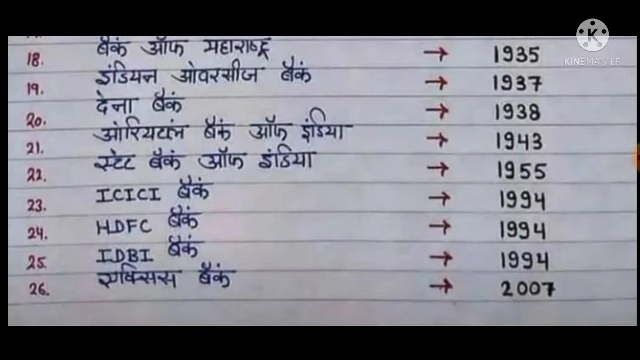 18. बैंक ऑफ महाराष्ट्र → 1935
19. इंडियन ओवरसीज बैंक → 1937
20. देना बैंक → 1938
21. ओरियंटल बैंक ऑफ इंडिया → 1943
22. स्टेट बैंक ऑफ इंडिया → 1955
23. ICICI बैंक → 1994
24. HDFC बैंक → 1994
25. IDBI बैंक → 1994
26. एक्सिस बैंक → 2007
KINEMASTER